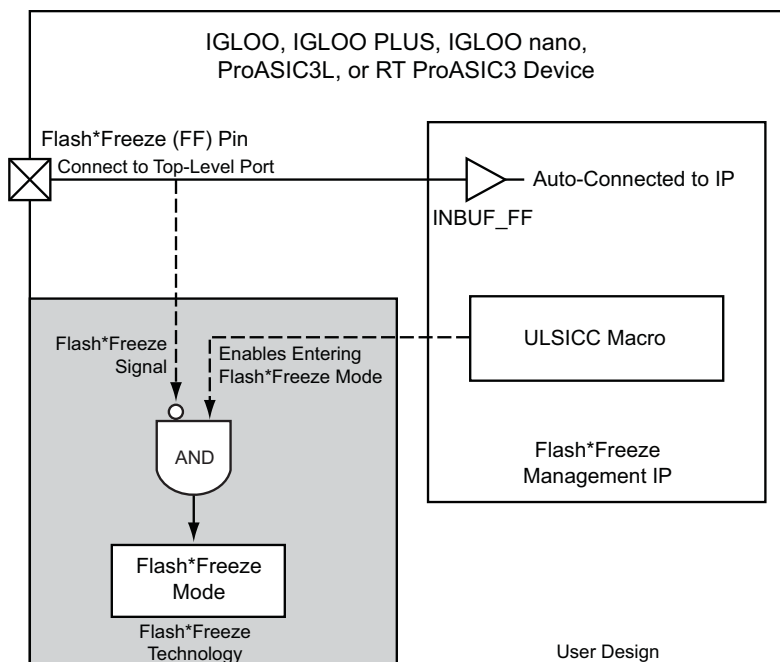 IGLOO, IGLOO PLUS, IGLOO nano,
ProASIC3L, or RT ProASIC3 Device
Flash*Freeze (FF) Pin
Connect to Top-Level Port
Auto-Connected to IP
INBUF_FF
ULSICC Macro
Flash*Freeze
Signal
Enables Entering
Flash*Freeze Mode
AND
Flash*Freeze
Management IP
Flash*Freeze
Mode
Flash*Freeze
Technology
User Design